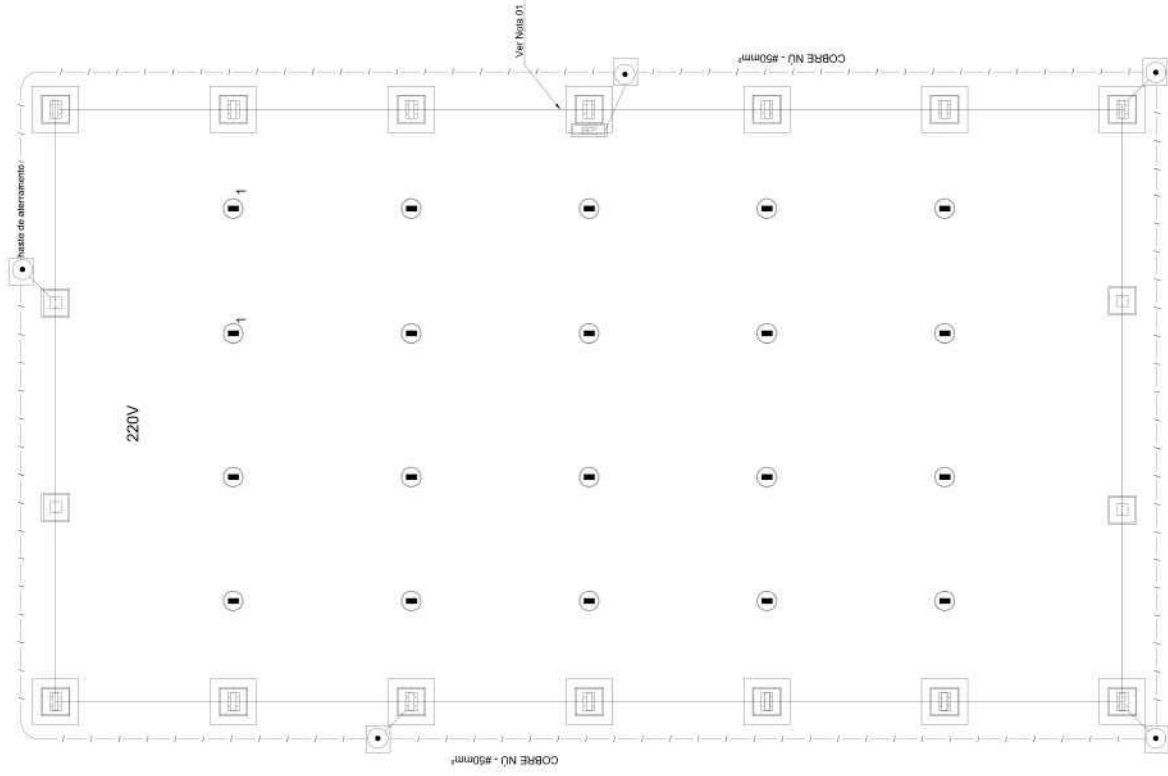 Ver Nota 01
COBRE NÚ - #50mm²
haste de aterramento
1
1
220V
COBRE NÚ - #50mm²